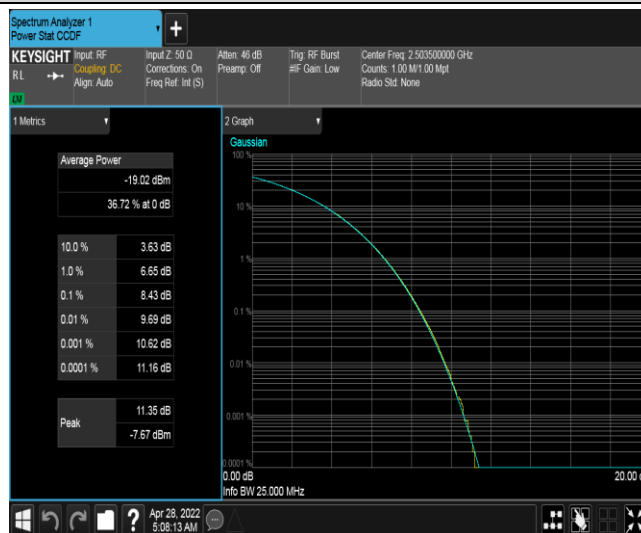 Spectrum Analyzer 1
Power Stat CCDF
+
KEYSIGHT
RL
LXI
Input: RF
Coupling: DC
Align: Auto
Input Z: 50 Ω
Corrections: On
Freq Ref: Int (S)
Atten: 46 dB
Preamp: Off
Trig: RF Burst
#IF Gain: Low
Center Freq: 2.503500000 GHz
Counts: 1.00 M/1.00 Mpt
Radio Std: None
1 Metrics
Average Power
-19.02 dBm
36.72 % at 0 dB
10.0 % 3.63 dB
1.0 % 6.65 dB
0.1 % 8.43 dB
0.01 % 9.69 dB
0.001 % 10.62 dB
0.0001 % 11.16 dB
Peak
11.35 dB
-7.67 dBm
2 Graph
Gaussian
100 %
10 %
1 %
0.1 %
0.01 %
0.001 %
0.0001 %
0.00 dB
20.00
Info BW 25.000 MHz
?
Apr 28, 2022
5:08:13 AM